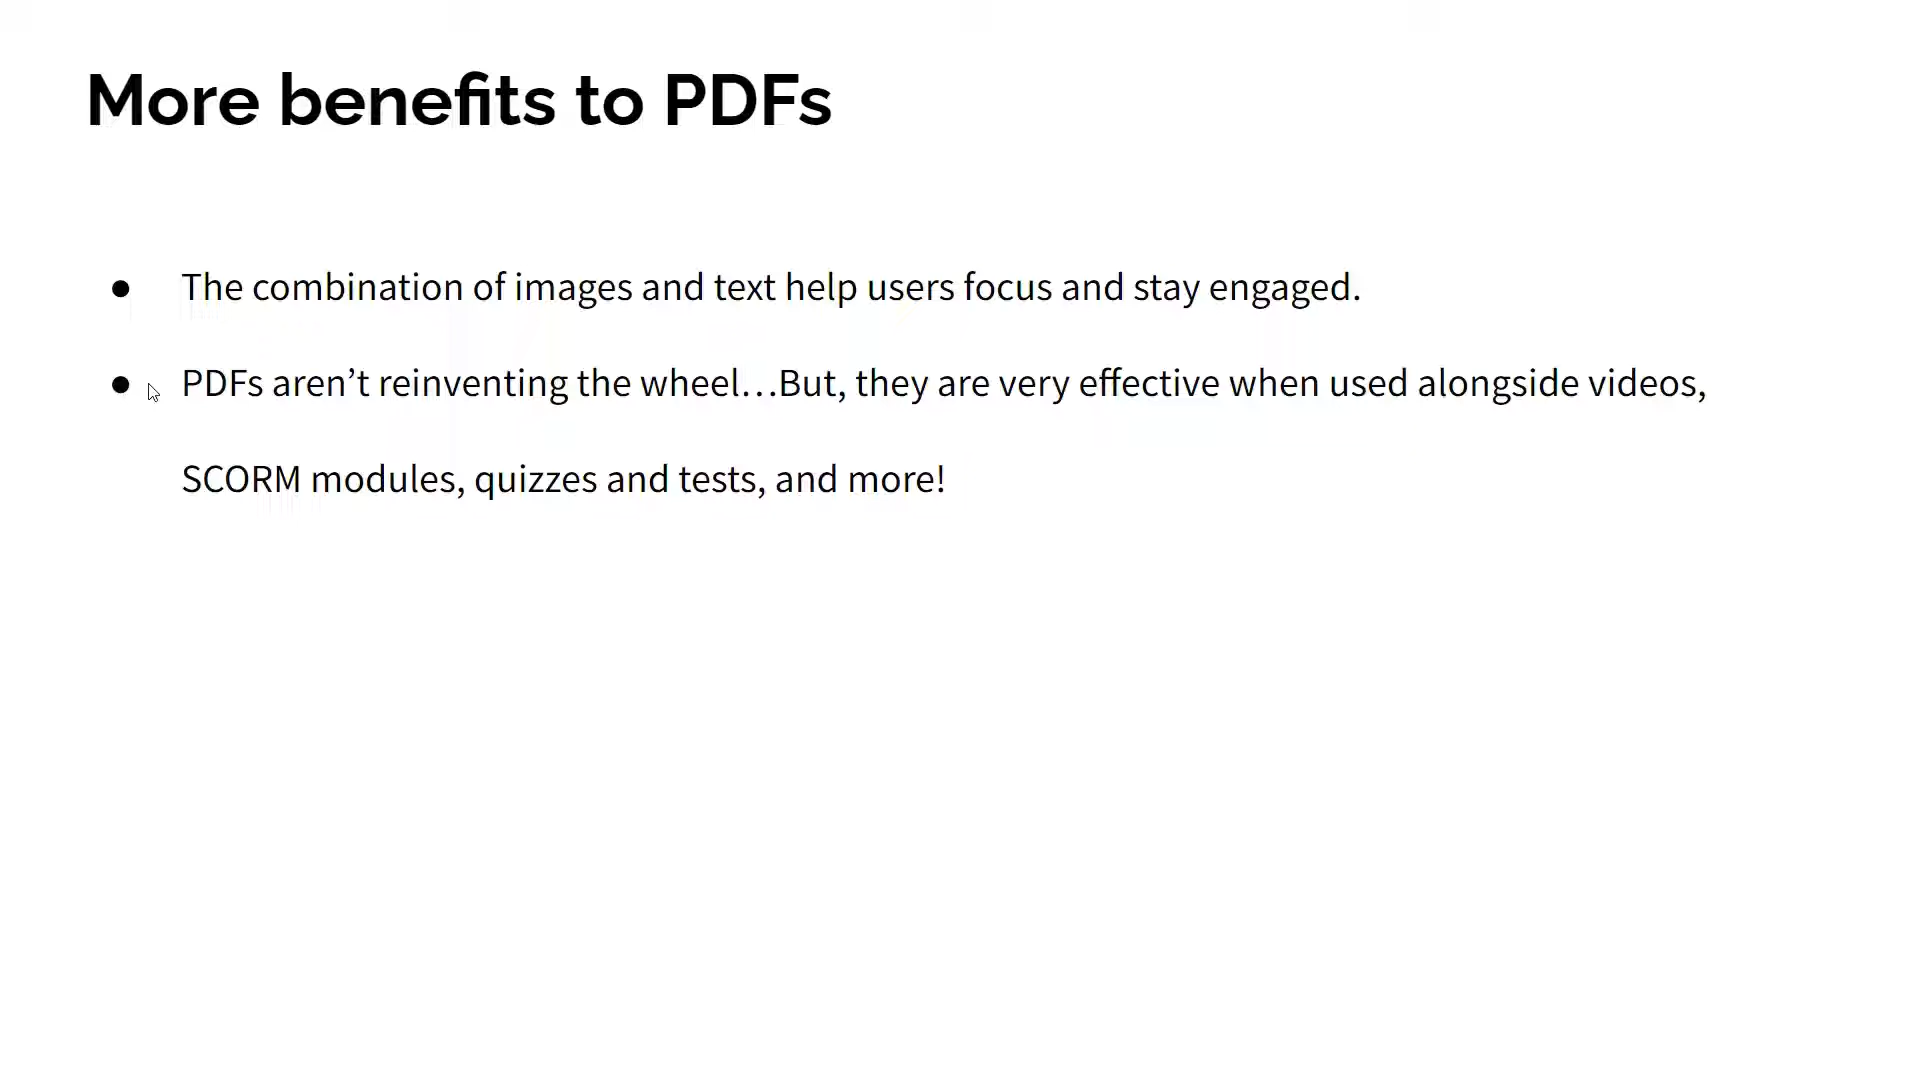 More benefits to PDFs
● The combination of images and text help users focus and stay engaged.
● PDFs aren’t reinventing the wheel…But, they are very effective when used alongside videos,
SCORM modules, quizzes and tests, and more!